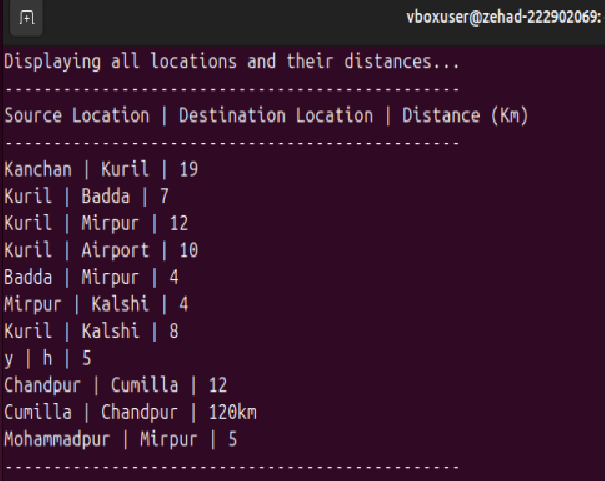 vboxuser@zehad-222902069:
Displaying all locations and their distances...
-----------------------------------------------
Source Location | Destination Location | Distance (Km)
-----------------------------------------------
Kanchan | Kuril | 19
Kuril | Badda | 7
Kuril | Mirpur | 12
Kuril | Airport | 10
Badda | Mirpur | 4
Mirpur | Kalshi | 4
Kuril | Kalshi | 8
y | h | 5
Chandpur | Cumilla | 12
Cumilla | Chandpur | 120km
Mohammadpur | Mirpur | 5
-----------------------------------------------